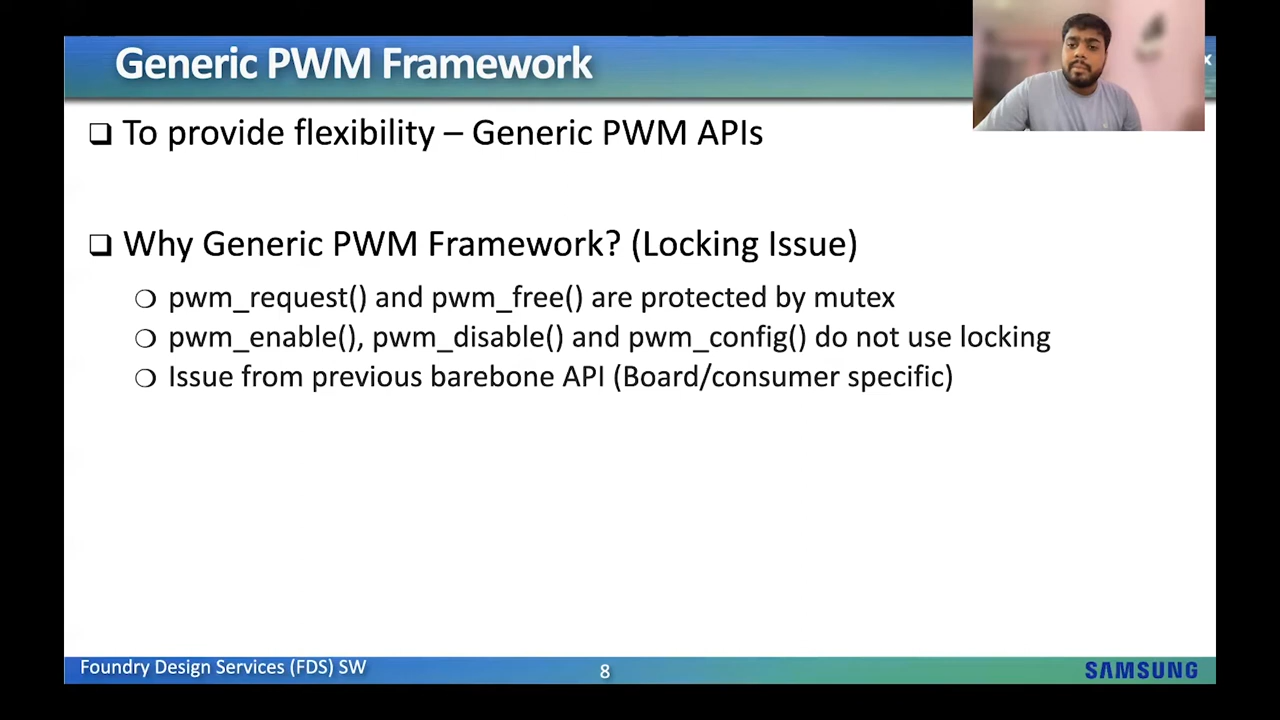 Generic PWM Framework
x
❑ To provide flexibility – Generic PWM APIs
❑ Why Generic PWM Framework? (Locking Issue)
❍ pwm_request() and pwm_free() are protected by mutex
❍ pwm_enable(), pwm_disable() and pwm_config() do not use locking
❍ Issue from previous barebone API (Board/consumer specific)
Foundry Design Services (FDS) SW
8
SAMSUNG